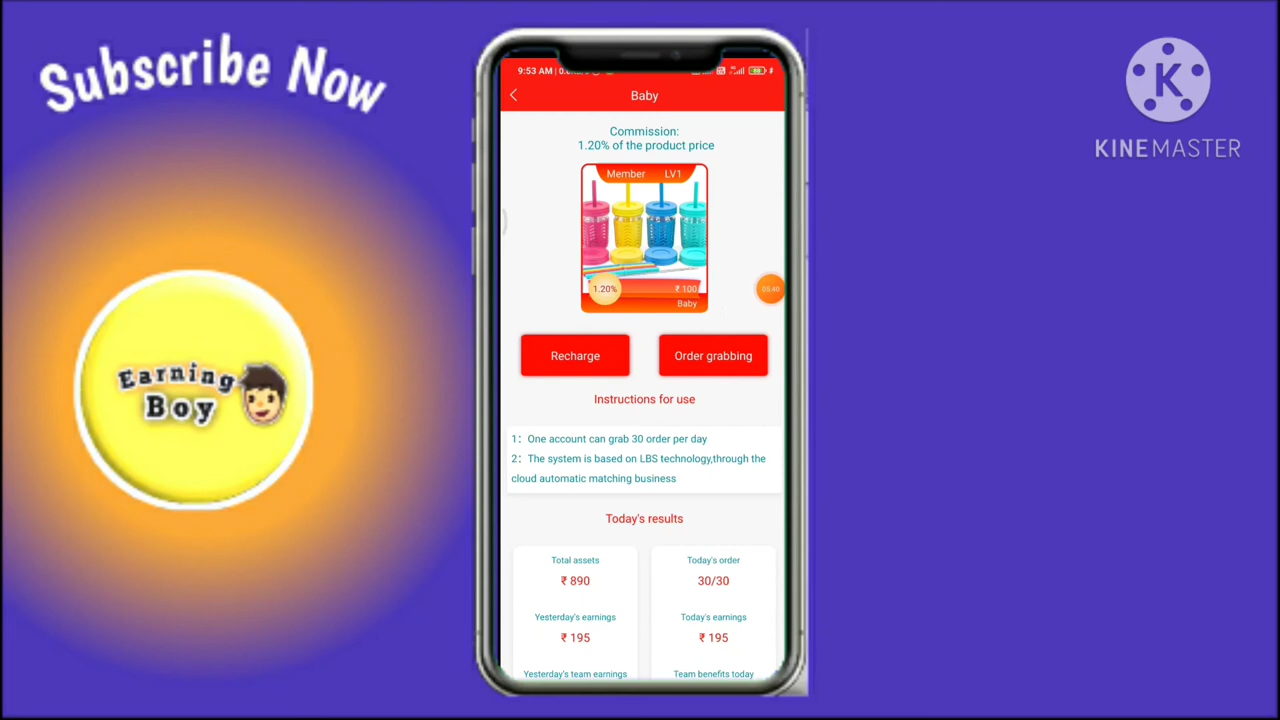 Subscribe Now
KINEMASTER
Earning
Boy
9:53 AM
Baby
Commission:
1.20% of the product price
Member LV1
1.20% ₹ 100
Baby
05:40
Recharge
Order grabbing
Instructions for use
1：One account can grab 30 order per day
2：The system is based on LBS technology,through the
cloud automatic matching business
Today's results
Total assets
₹ 890
Today's order
30/30
Yesterday's earnings
₹ 195
Today's earnings
₹ 195
Yesterday's team earnings
Team benefits today